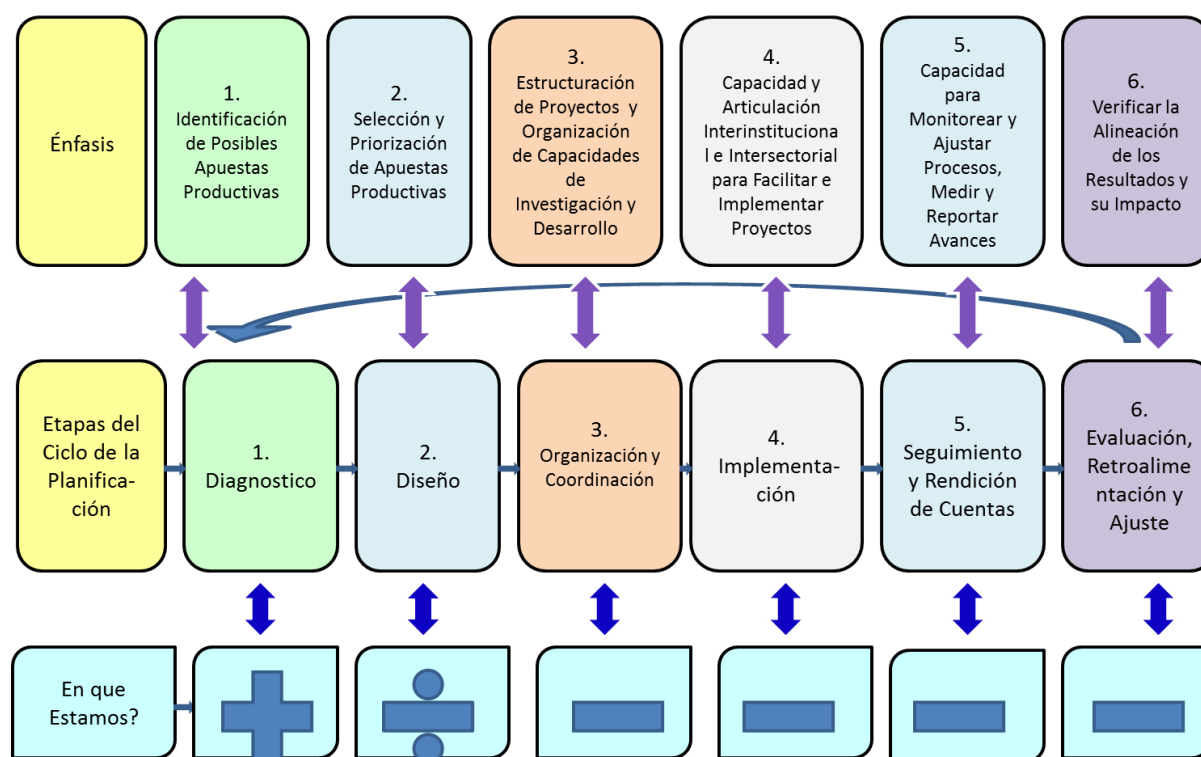 Énfasis
1.
Identificación
de Posibles
Apuestas
Productivas
2.
Selección y
Priorización
de Apuestas
Productivas
3.
Estructuración
de Proyectos y
Organización
de Capacidades
de
Investigación y
Desarrollo
4.
Capacidad y
Articulación
Interinstituciona
l e Intersectorial
para Facilitar e
Implementar
Proyectos
5.
Capacidad
para
Monitorear y
Ajustar
Procesos,
Medir y
Reportar
Avances
6.
Verificar la
Alineación
de los
Resultados y
su Impacto
Etapas del
Ciclo de la
Planifica-
ción
1.
Diagnostico
2.
Diseño
3.
Organización y
Coordinación
4.
Implementa-
ción
5.
Seguimiento
y Rendición
de Cuentas
6.
Evaluación,
Retroalime
ntación y
Ajuste
En que
Estamos?